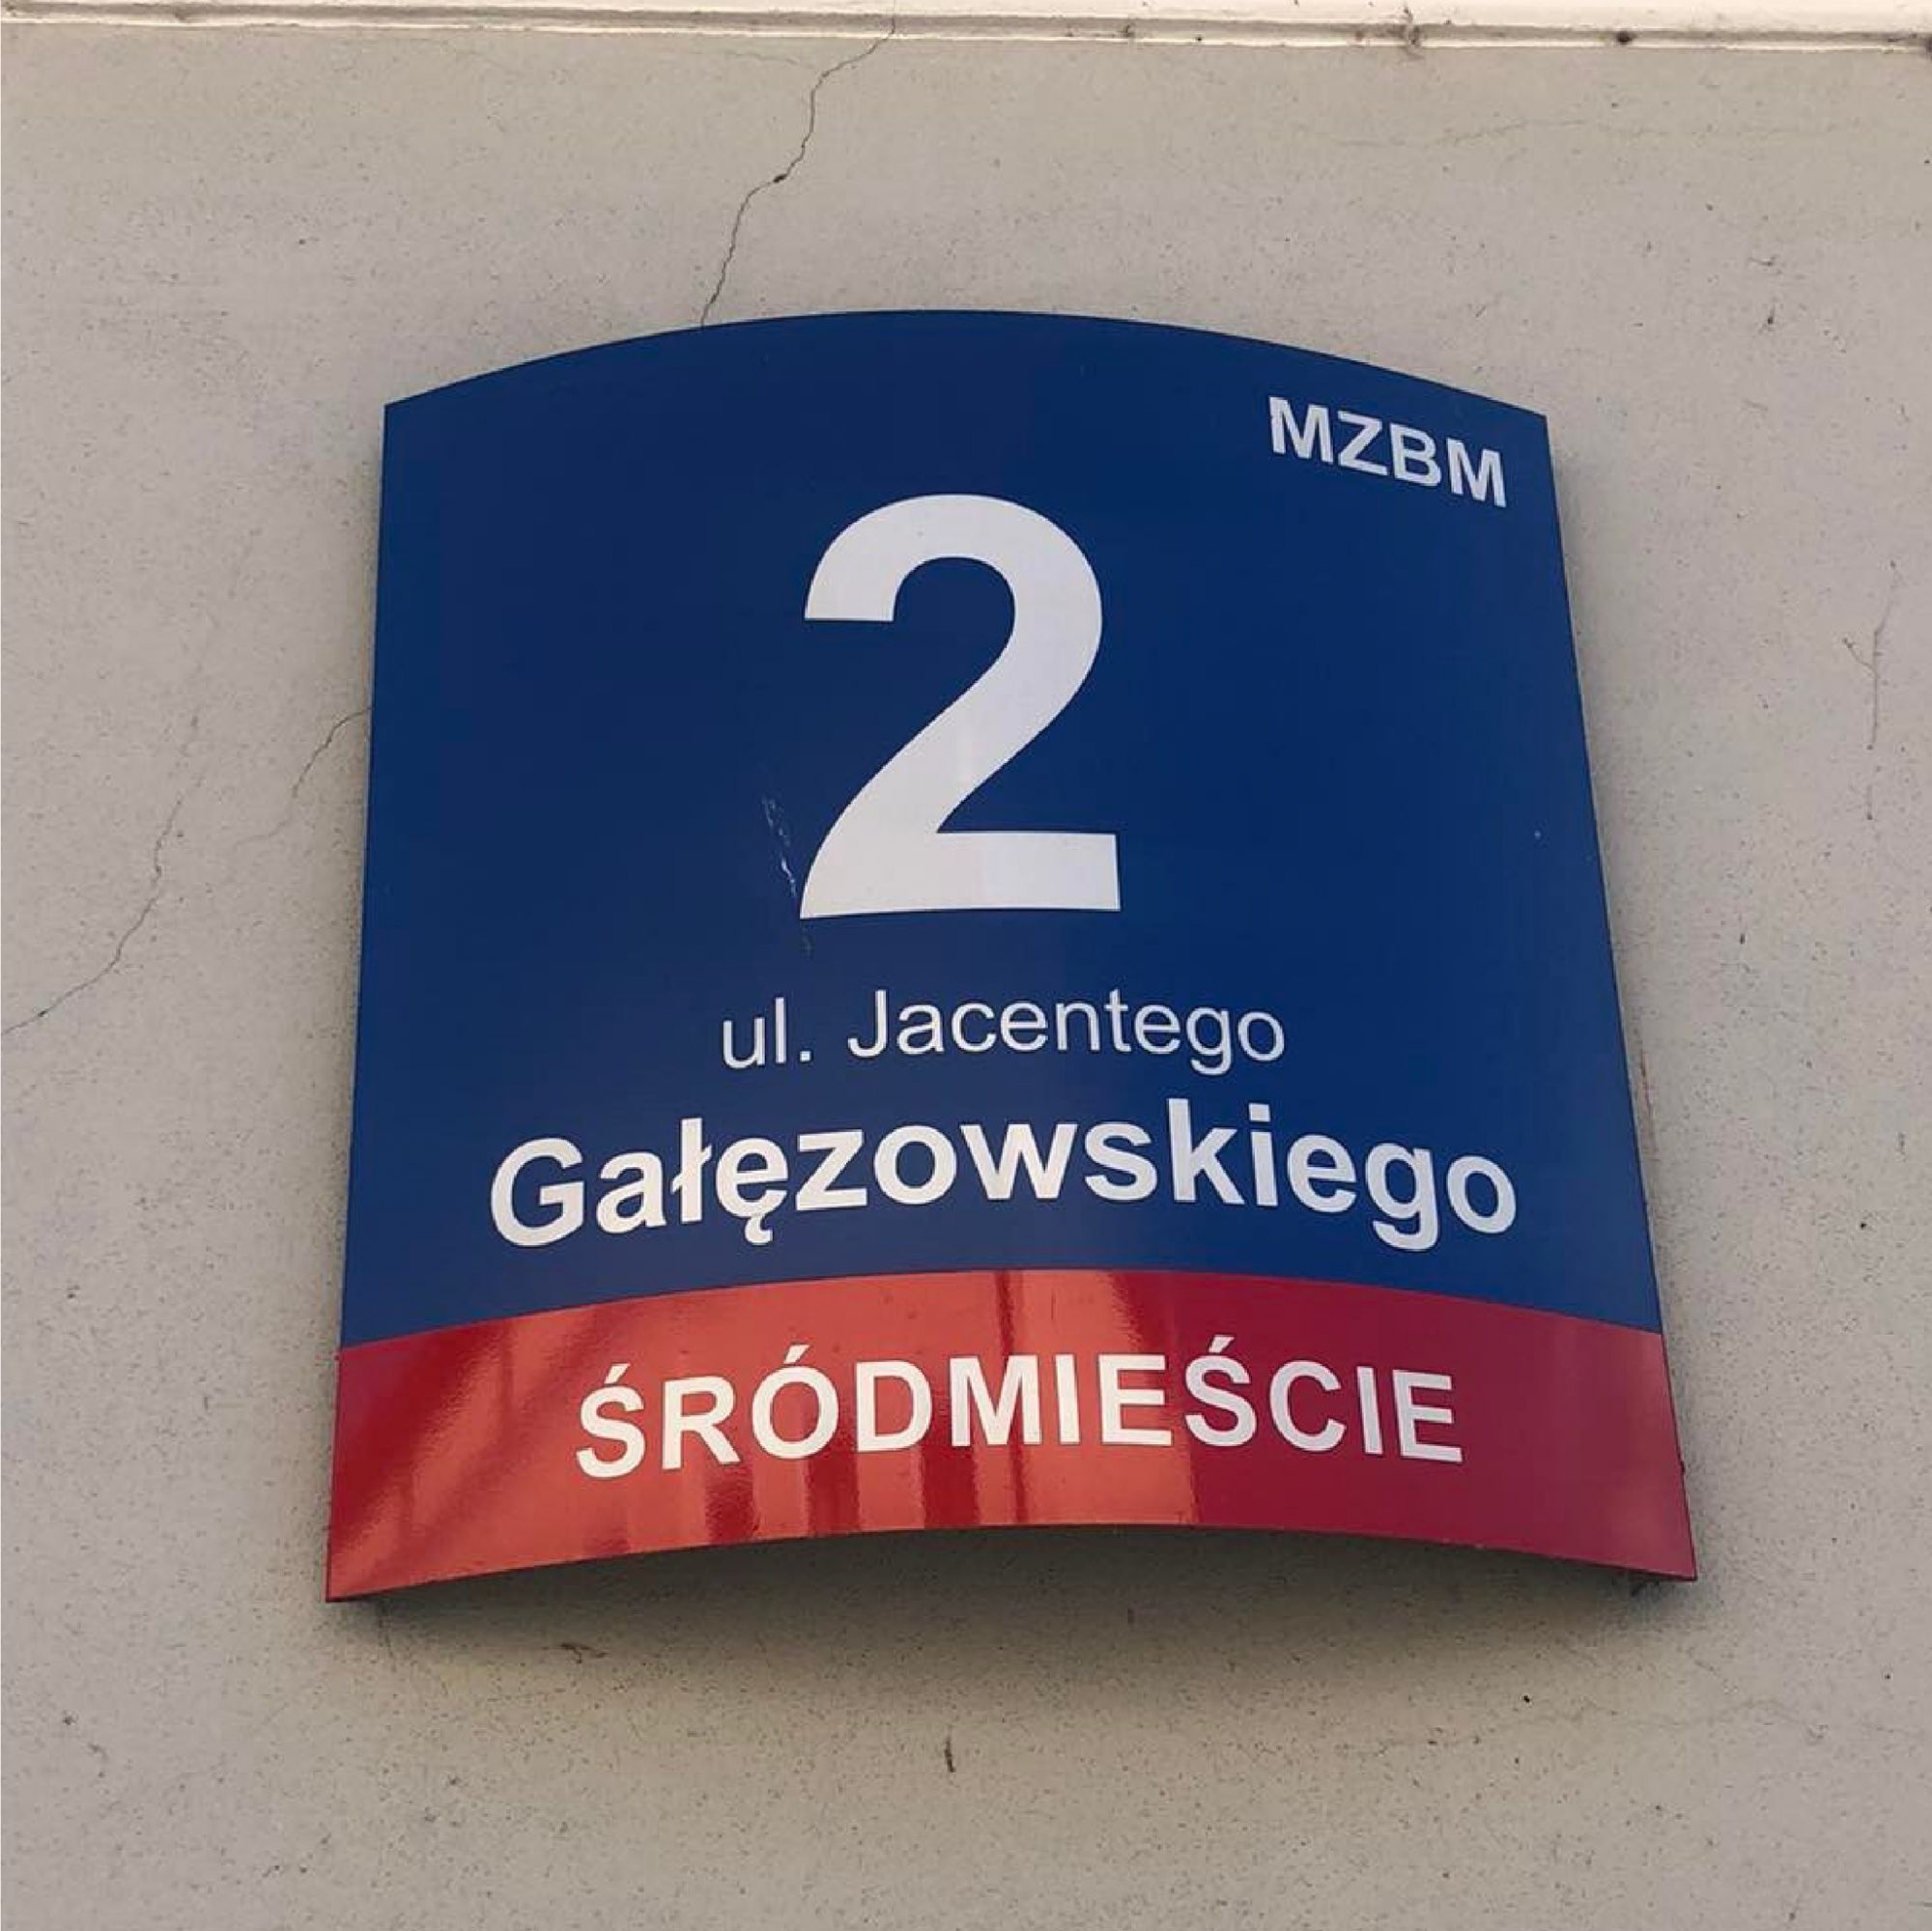 MZBM
2
ul. Jacentego
Gałęzowskiego
ŚRÓDMIEŚCIE